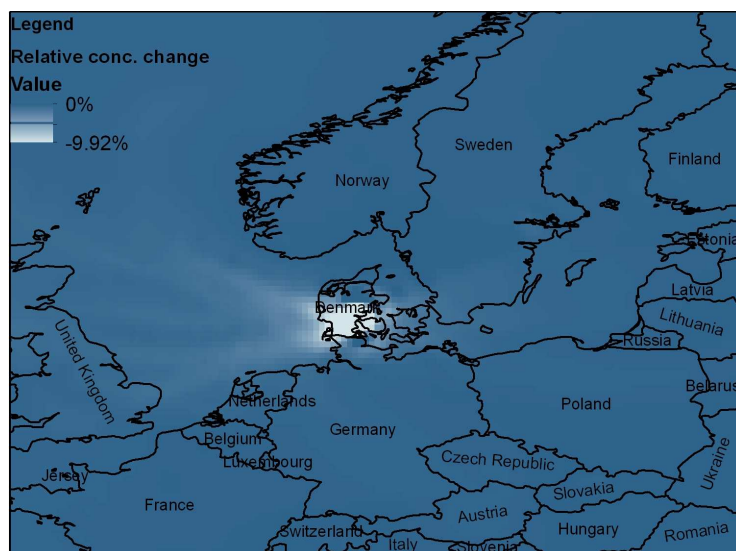 Legend
Relative conc. change
Value
0%
-9.92%
Sweden
Finland
Norway
Estonia
Latvia
Denmark
Lithuania
Russia
United Kingdom
Belarus
Netherlands
Poland
Germany
Belgium
Ukraine
Luxembourg
Czech Republic
Jersey
Slovakia
France
Austria
Switzerland
Hungary
Romania
Italy
Slovenia